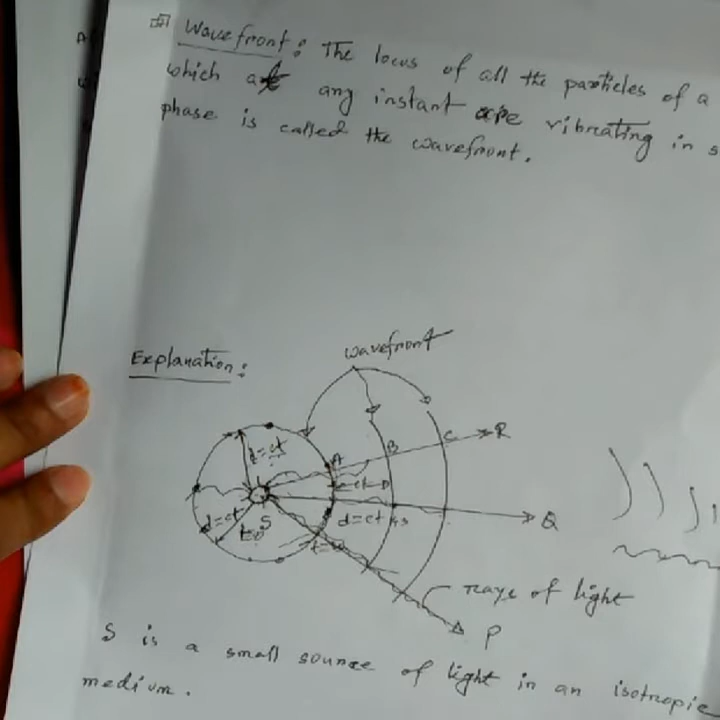 Wavefront: The locus of all the particles of a
which at any instant are vibrating in s
phase is called the wavefront.
Explanation:
wavefront
d=ct
A
B
C
R
ct
d=ct
S
d=ct
Q
rays of light
P
S is a small source of light in an isotropic
medium.